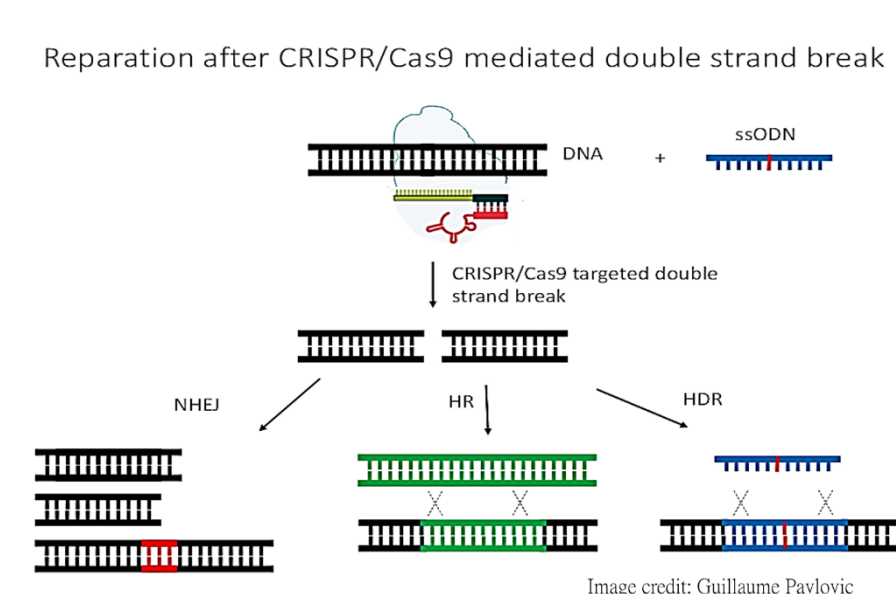 Reparation after CRISPR/Cas9 mediated double strand break
ssODN
DNA
+
CRISPR/Cas9 targeted double
strand break
NHEJ
HR
HDR
Image credit: Guillaume Pavlovic